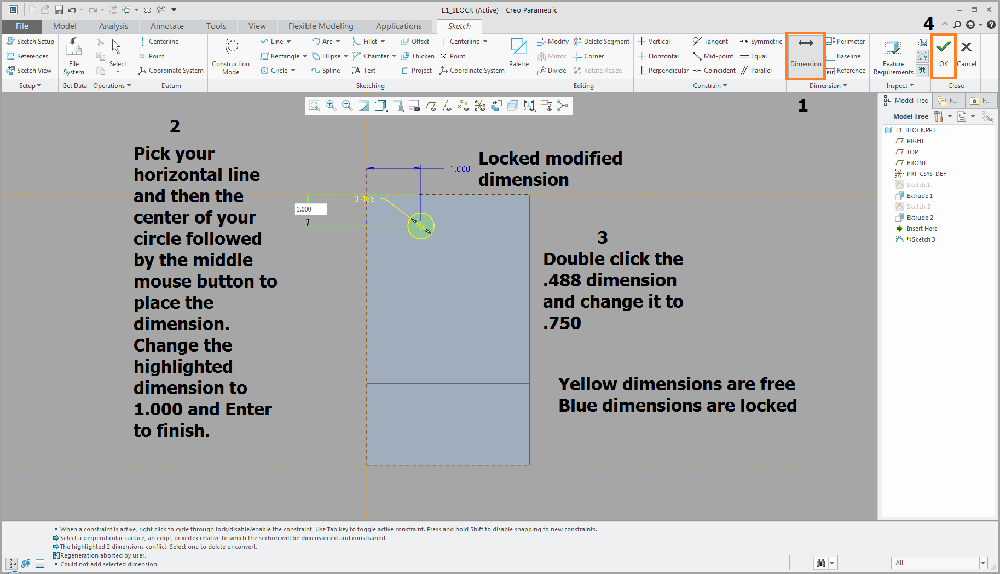 E1_BLOCK (Active) - Creo Parametric
File Model Analysis Annotate Tools View Flexible Modeling Applications Sketch
4
Sketch Setup
References
Sketch View
Setup
File System
Get Data
Select
Operations
Centerline
Point
Coordinate System
Datum
Construction Mode
Line Arc Fillet Offset Centerline
Rectangle Ellipse Chamfer Thicken Point
Circle Spline Text Project Coordinate System
Palette
Sketching
Modify Delete Segment
Mirror Corner
Divide Rotate Resize
Editing
Vertical Tangent Symmetric
Horizontal Mid-point Equal
Perpendicular Coincident Parallel
Constrain
Dimension
Perimeter
Baseline
REF Reference
Dimension
Feature Requirements
Inspect
OK
Cancel
Close
1
2
Pick your
horizontal line
and then the
center of your
circle followed
by the middle
mouse button to
place the
dimension.
Change the
highlighted
dimension to
1.000 and Enter
to finish.
1.000
Locked modified
dimension
0.488
1.000
3
Double click the
.488 dimension
and change it to
.750
Yellow dimensions are free
Blue dimensions are locked
Model Tree F... F...
Model Tree
E1_BLOCK.PRT
RIGHT
TOP
FRONT
PRT_CSYS_DEF
Sketch 1
Extrude 1
Sketch 2
Extrude 2
Insert Here
Sketch 3
When a constraint is active, right click to cycle through lock/disable/enable the constraint. Use Tab key to toggle active constraint. Press and hold Shift to disable snapping to new constraints.
Select a perpendicular surface, an edge, or vertex relative to which the section will be dimensioned and constrained.
The highlighted 2 dimensions conflict. Select one to delete or convert.
Regeneration aborted by user.
Could not add selected dimension.
All